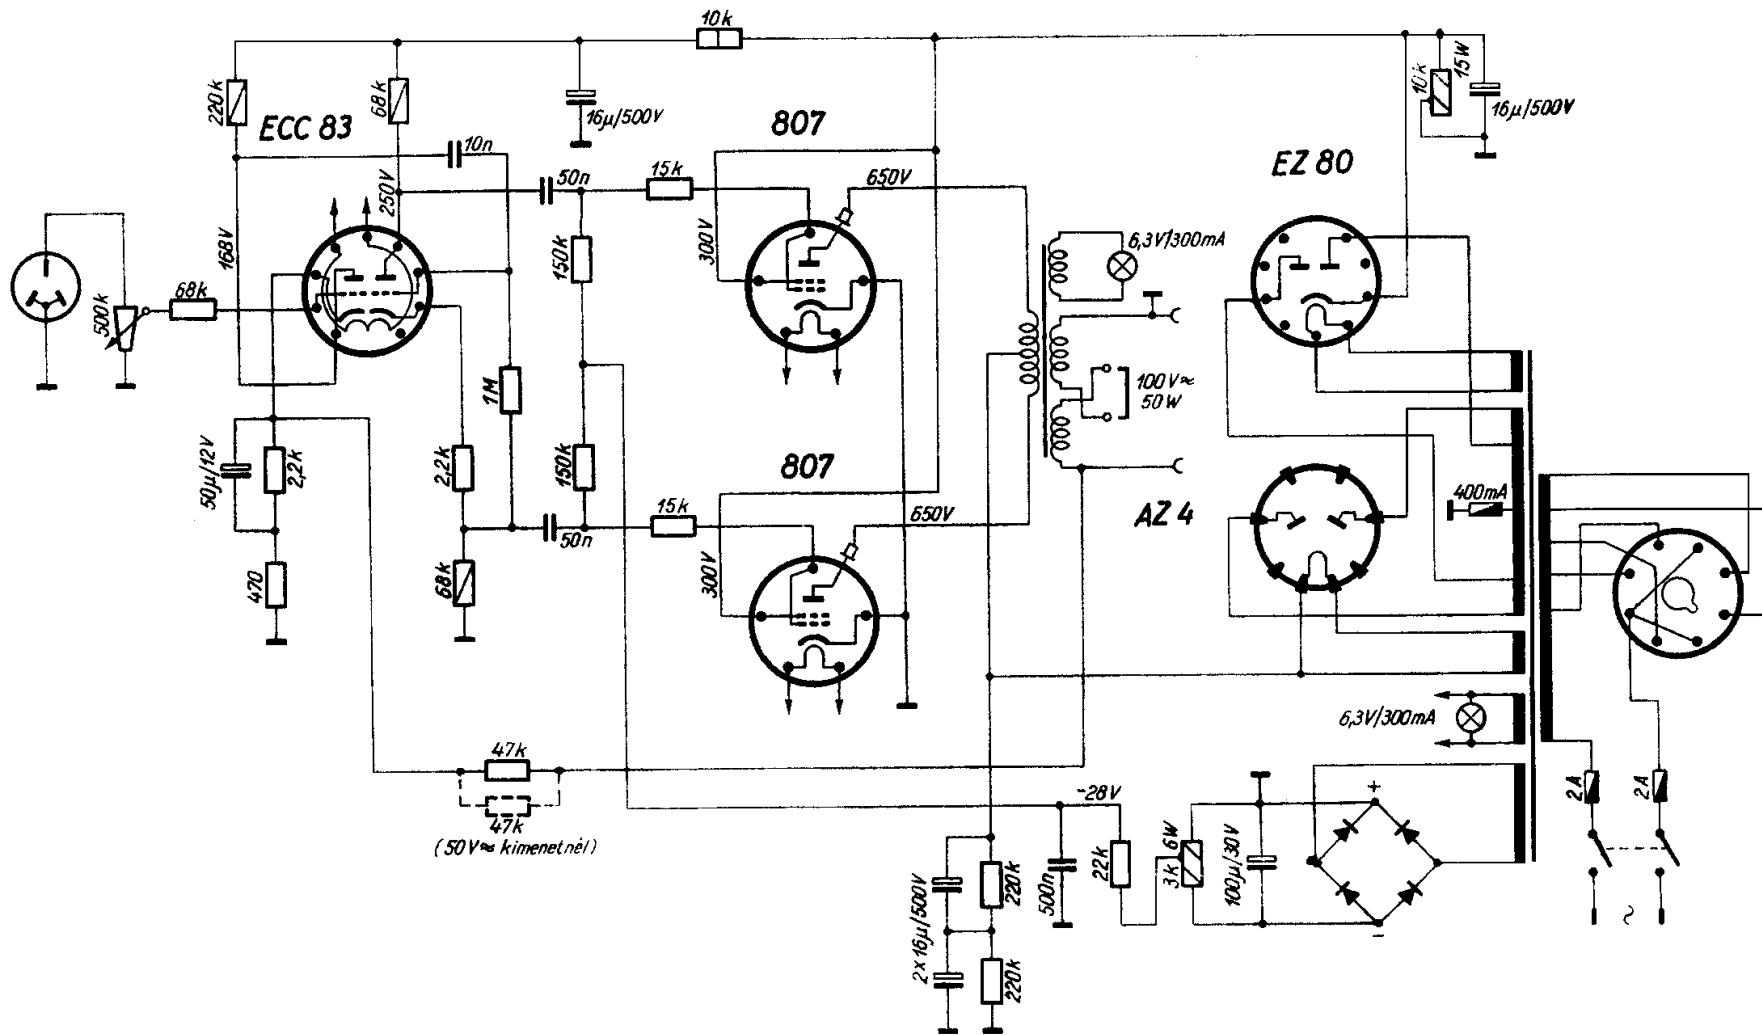 10k
220k
68k
ECC 83
16µ/500V
10n
807
10k
15W
16µ/500V
EZ 80
50n
15k
650V
250V
168V
300V
6,3V/300mA
150k
500k
68k
1M
100V≈
50W
50µ/12V
2,2k
2,2k
150k
807
AZ 4
400mA
50n
15k
650V
470
68k
300V
6,3V/300mA
47k
47k
(50V≈ kimenetnél)
-28V
2A
2A
+
22k
3k 6W
100µ/30V
500n
220k
2×16µ/500V
220k
-
~